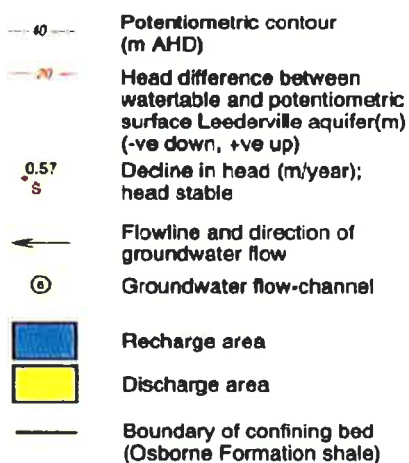 40
Potentiometric contour
(m AHD)
20
Head difference between
watertable and potentiometric
surface Leederville aquifer(m)
(-ve down, +ve up)
0.57
S
Decline in head (m/year);
head stable
Flowline and direction of
groundwater flow
a
Groundwater flow-channel
Recharge area
Discharge area
Boundary of confining bed
(Osborne Formation shale)